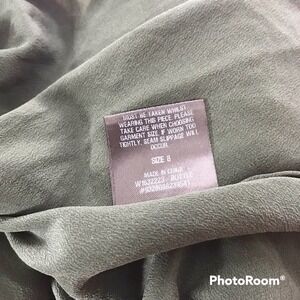 MUST BE TAKEN WHILST
WEARING THIS PIECE. PLEASE
TAKE CARE WHEN CHOOSING
GARMENT SIZE. IF WORN TOO
TIGHTLY, SEAM SLIPPAGE WILL
OCCUR.
SIZE 8
MADE IN CHINA
BOTTLE
PhotoRoom®